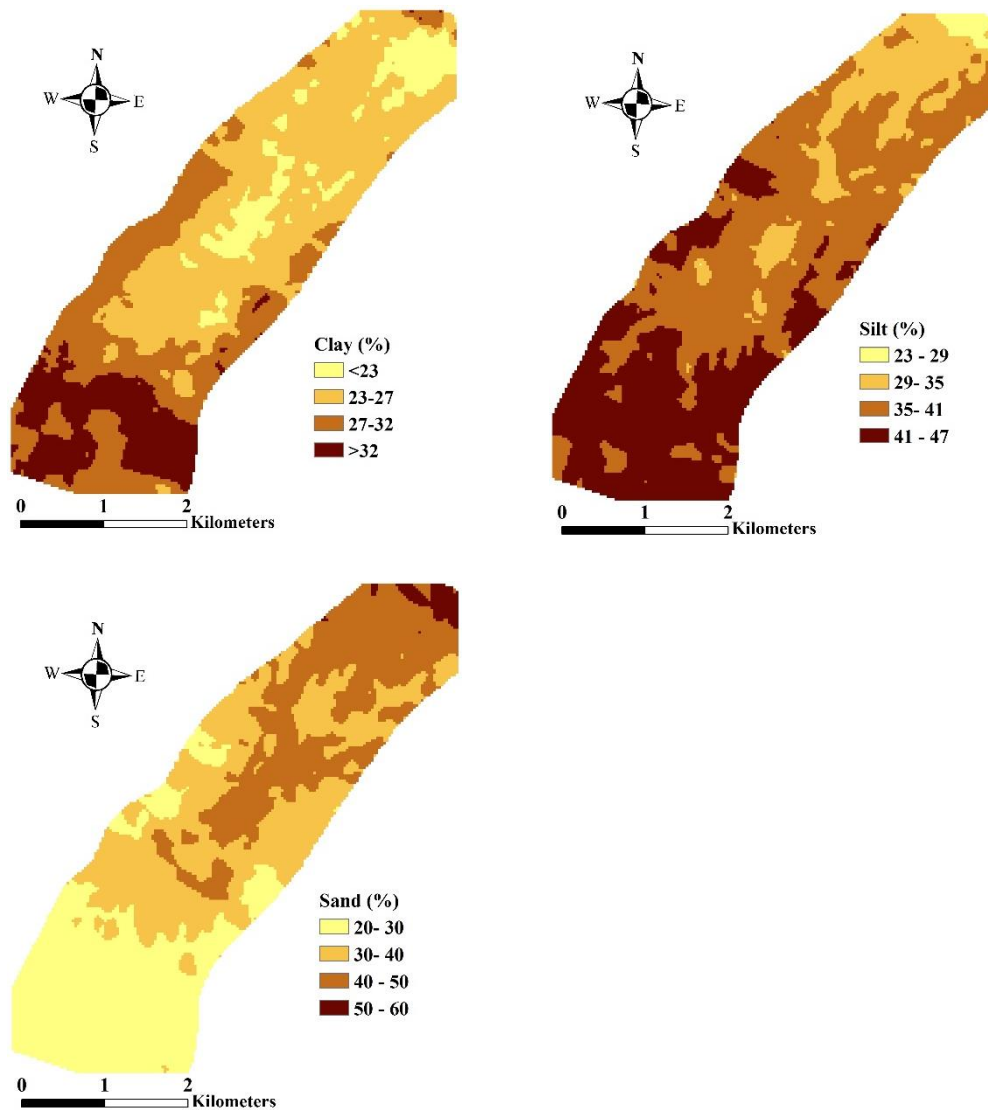 N
W E
S
Clay (%)
<23
23-27
27-32
>32
0 1 2
Kilometers
N
W E
S
Silt (%)
23 - 29
29- 35
35- 41
41 - 47
0 1 2
Kilometers
N
W E
S
Sand (%)
20- 30
30- 40
40 - 50
50 - 60
0 1 2
Kilometers